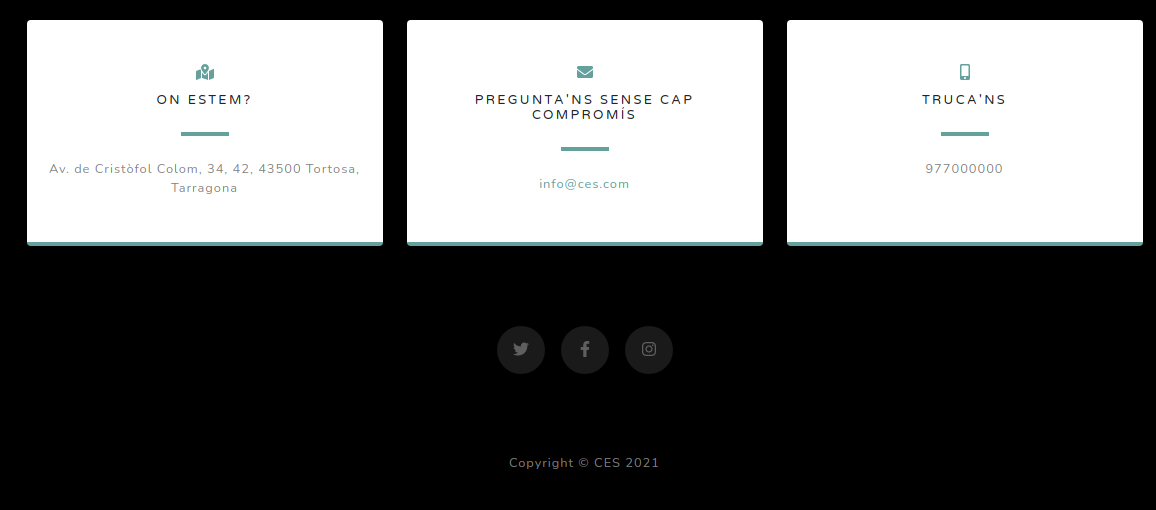 ON ESTEM?
Av. de Cristòfol Colom, 34, 42, 43500 Tortosa,
Tarragona
PREGUNTA'NS SENSE CAP
COMPROMÍS
info@ces.com
TRUCA'NS
977000000
Copyright © CES 2021